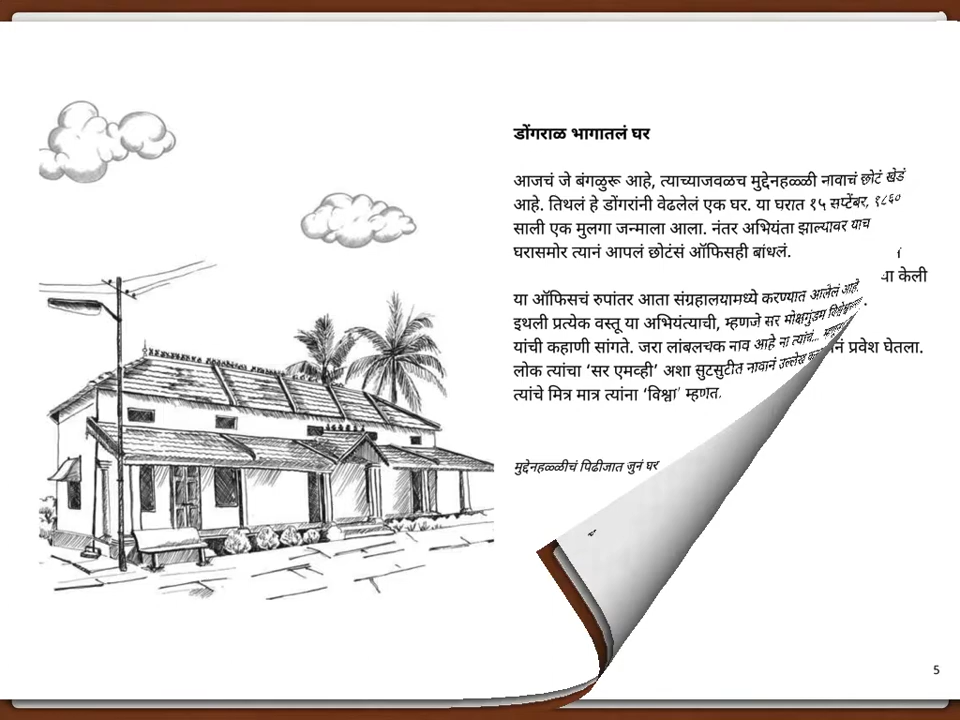 डोंगराळ भागातलं घर
आजचं जे बंगळुरू आहे, त्याच्याजवळच मुद्देनहळ्ळी नावाचं छोटं खेडं
आहे. तिथलं हे डोंगरांनी वेढलेलं एक घर. या घरात १५ सप्टेंबर, १८६०
साली एक मुलगा जन्माला आला. नंतर अभियंता झाल्यावर याच
घरासमोर त्यानं आपलं छोटंसं ऑफिसही बांधलं.
केली
या ऑफिसचं रुपांतर आता संग्रहालयामध्ये करण्यात आलेलं आहे.
इथली प्रत्येक वस्तू या अभियंत्याची, म्हणजे सर मोक्षगुंडम
यांची कहाणी सांगते. जरा लांबलचक नाव आहे ना त्यांचं... प्रवेश घेतला.
लोक त्यांचा ‘सर एमव्ही’ अशा सुटसुटीत नावानं उल्लेख
त्यांचे मित्र मात्र त्यांना ‘विश्वा’ म्हणत.
मुद्देनहळ्ळीचं पिढीजात जुनं घर
5